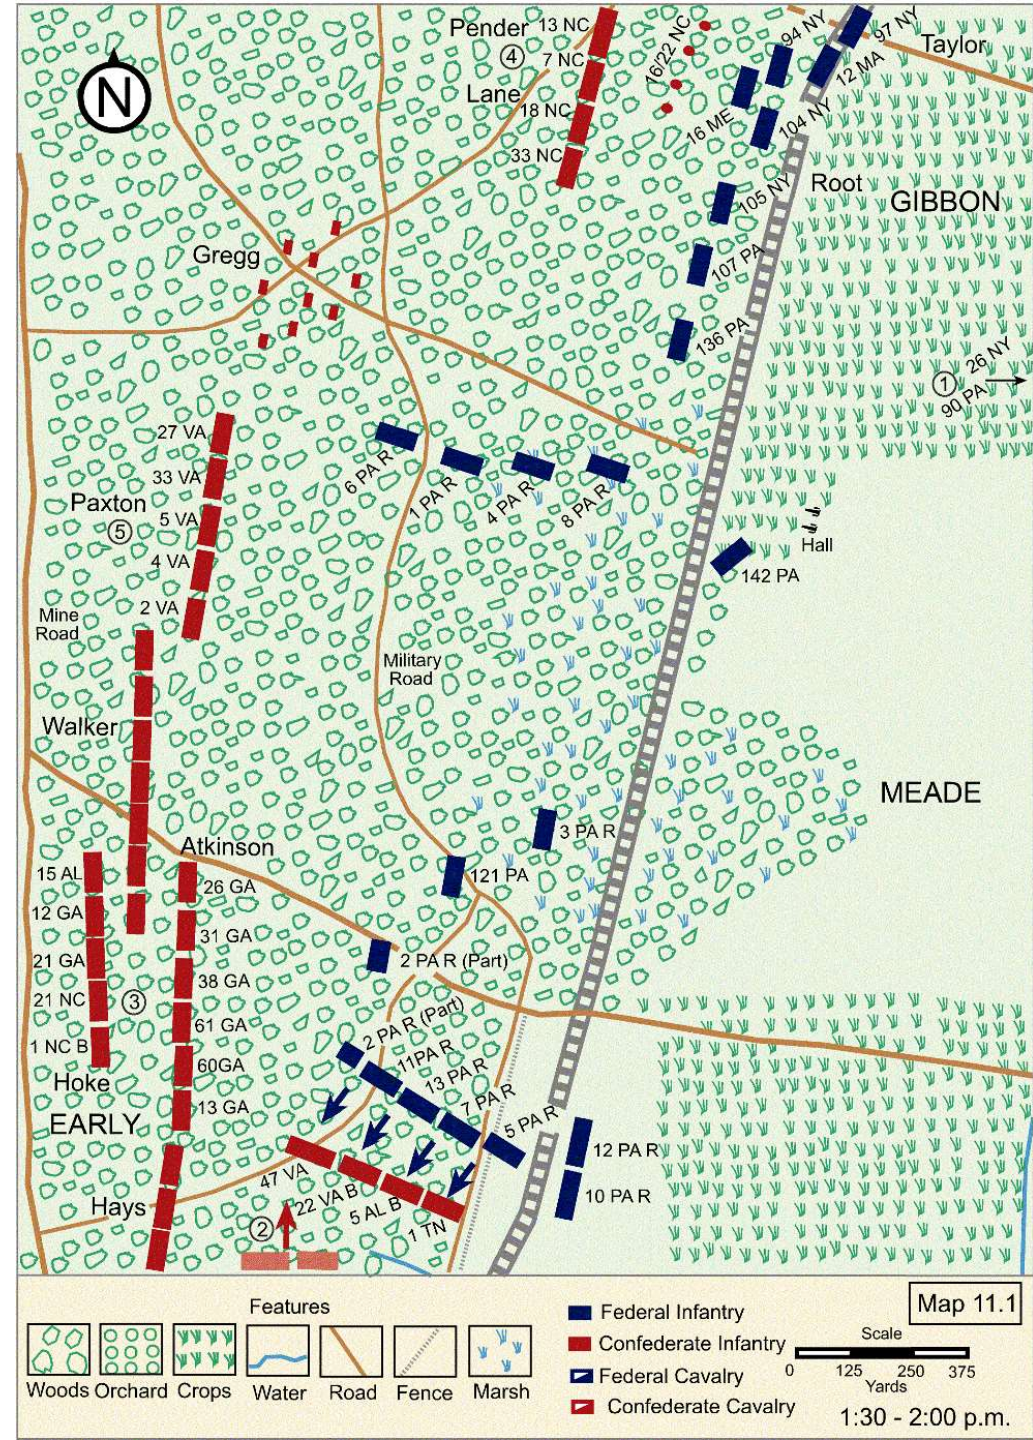 Pender
13 NC
94 NY
97 NY
④
7 NC
16/22 NC
12 MA
Taylor
Lane
18 NC
16 ME
104 NY
33 NC
N
Root
105 NY
GIBBON
Gregg
107 PA
136 PA
①
26 NY
90 PA
27 VA
6 PA R
1 PA R
4 PA R
8 PA R
33 VA
Paxton
⑤
5 VA
Hall
4 VA
142 PA
2 VA
Mine
Road
Military
Road
Walker
MEADE
3 PA R
Atkinson
15 AL
26 GA
121 PA
12 GA
31 GA
21 GA
2 PA R (Part)
38 GA
21 NC
③
61 GA
2 PA R (Part)
1 NC B
60GA
11PA R
13 PA R
Hoke
13 GA
7 PA R
EARLY
5 PA R
12 PA R
47 VA
Hays
22 VA B
10 PA R
②
5 AL B
1 TN
Features
Woods Orchard Crops Water Road Fence Marsh
Federal Infantry
Confederate Infantry
Federal Cavalry
Confederate Cavalry
Map 11.1
Scale
0 125 250 375
Yards
1:30 - 2:00 p.m.